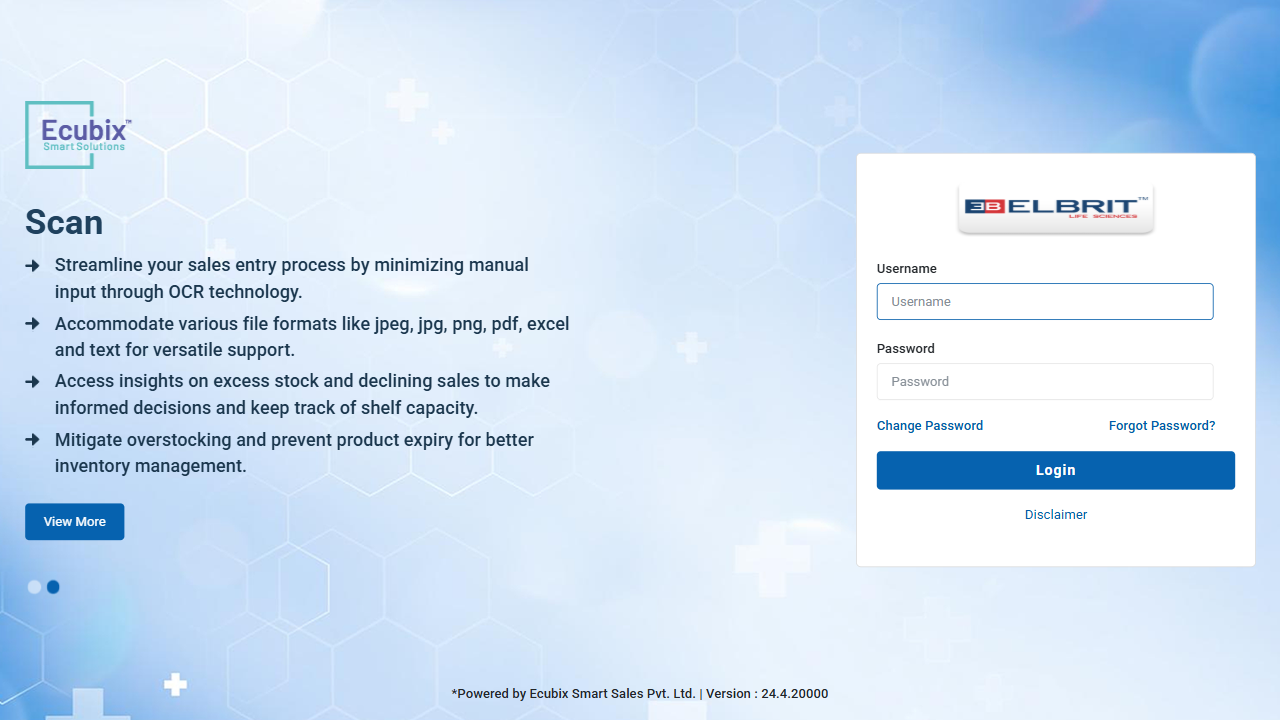 Ecubix™
Smart Solutions
Scan
Streamline your sales entry process by minimizing manual
input through OCR technology.
Accommodate various file formats like jpeg, jpg, png, pdf, excel
and text for versatile support.
Access insights on excess stock and declining sales to make
informed decisions and keep track of shelf capacity.
Mitigate overstocking and prevent product expiry for better
inventory management.
View More
EB ELBRIT™
LIFE SCIENCES
Username
Username
Password
Password
Change Password Forgot Password?
Login
Disclaimer
*Powered by Ecubix Smart Sales Pvt. Ltd. | Version : 24.4.20000